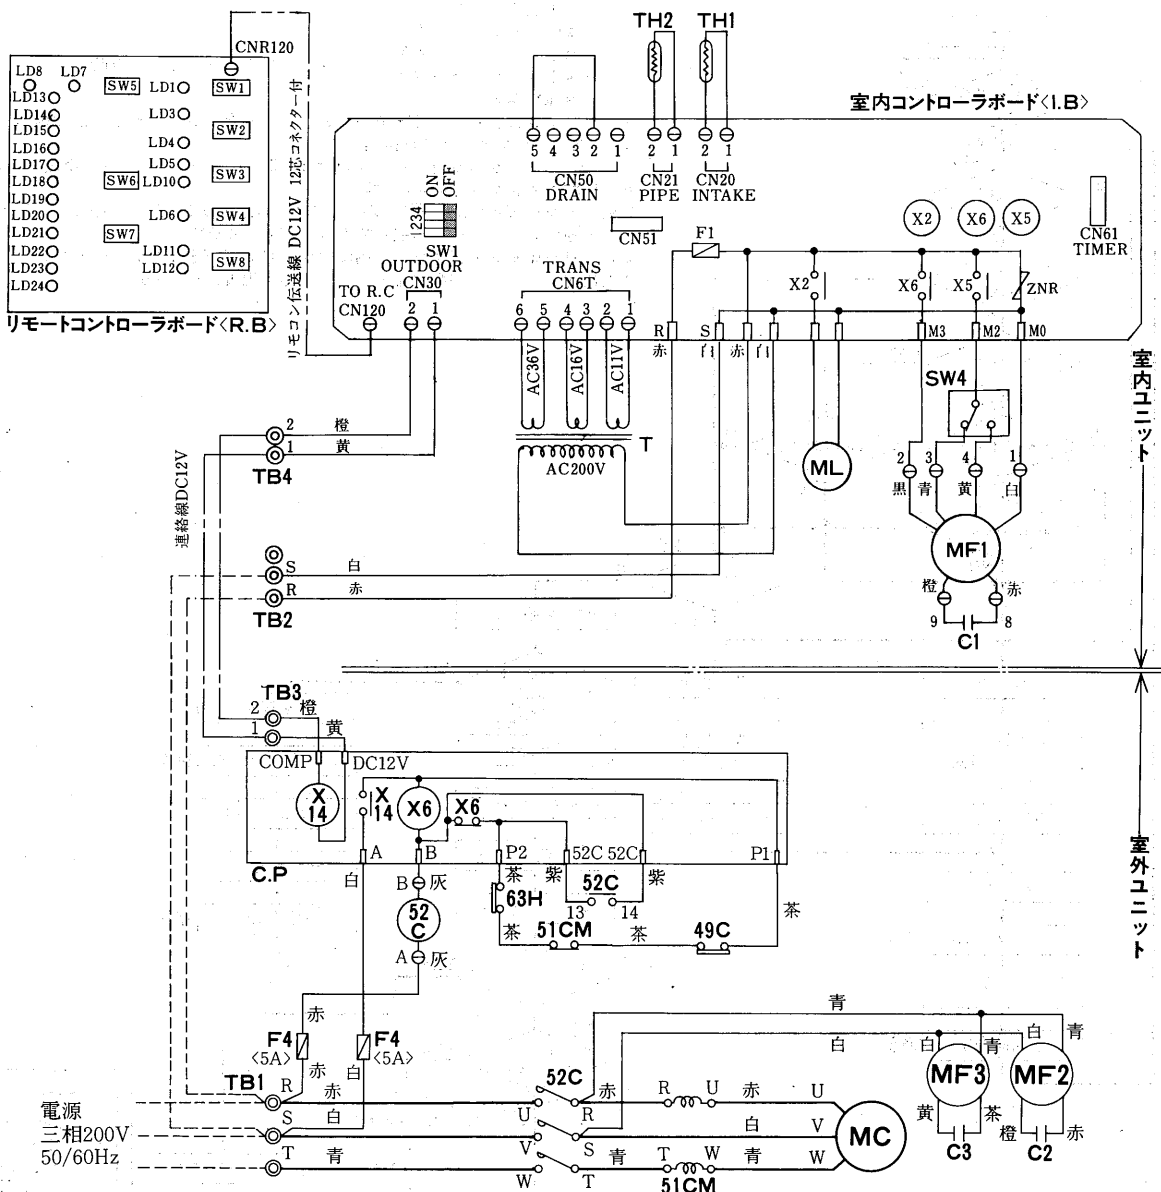 TH2 TH1
CNR120
LD8 LD7 SW5 LD1 SW1
LD13
LD14 LD3
LD15 SW2
LD16 LD4
LD17 LD5 SW3
LD18 SW6 LD10
LD19
LD20 LD6 SW4
LD21 SW7
LD22 LD11
LD23 LD12 SW8
LD24
リモートコントローラボード〈R.B〉
リモコン伝送線 DC12V 12芯コネクター付
室内コントローラボード〈I.B〉
5 4 3 2 1 2 1 2 1
CN50 CN21 CN20
DRAIN PIPE INTAKE
ON
OFF
1234
SW1
CN51
F1
X2 X6 X5
CN61
TIMER
OUTDOOR
CN30
TRANS
CN6T
TO R.C
CN120
2 1
6 5 4 3 2 1
X2 X6 X5 ZNR
R S M3 M2 M0
赤 白 赤 白
AC36V
AC16V
AC11V
T
AC200V
SW4
ML
2 3 4 1
黒 青 黄 白
MF1
橙 赤
9 8
C1
室内ユニット
2 橙
1 黄
TB4
連絡線DC12V
S 白
R 赤
TB2
TB3
2 橙
1 黄
COMP DC12V
X
14
X
14
X6
X6
A B P2 52C 52C P1
C.P
白 茶 紫 紫
B 灰
63H
52C
13 14
52
C
茶 51CM 茶 49C 茶
A 灰
室外ユニット
赤
F4
〈5A〉
F4
〈5A〉
赤 白
青
白
白 青 白 青
MF3 MF2
黄 茶 橙 赤
C3 C2
TB1
R 赤
52C
U R 赤 R U 赤 U
S 白
V S 白 V
MC
T 青
W T 青 T W 青 W
51CM
電源
三相200V
50/60Hz